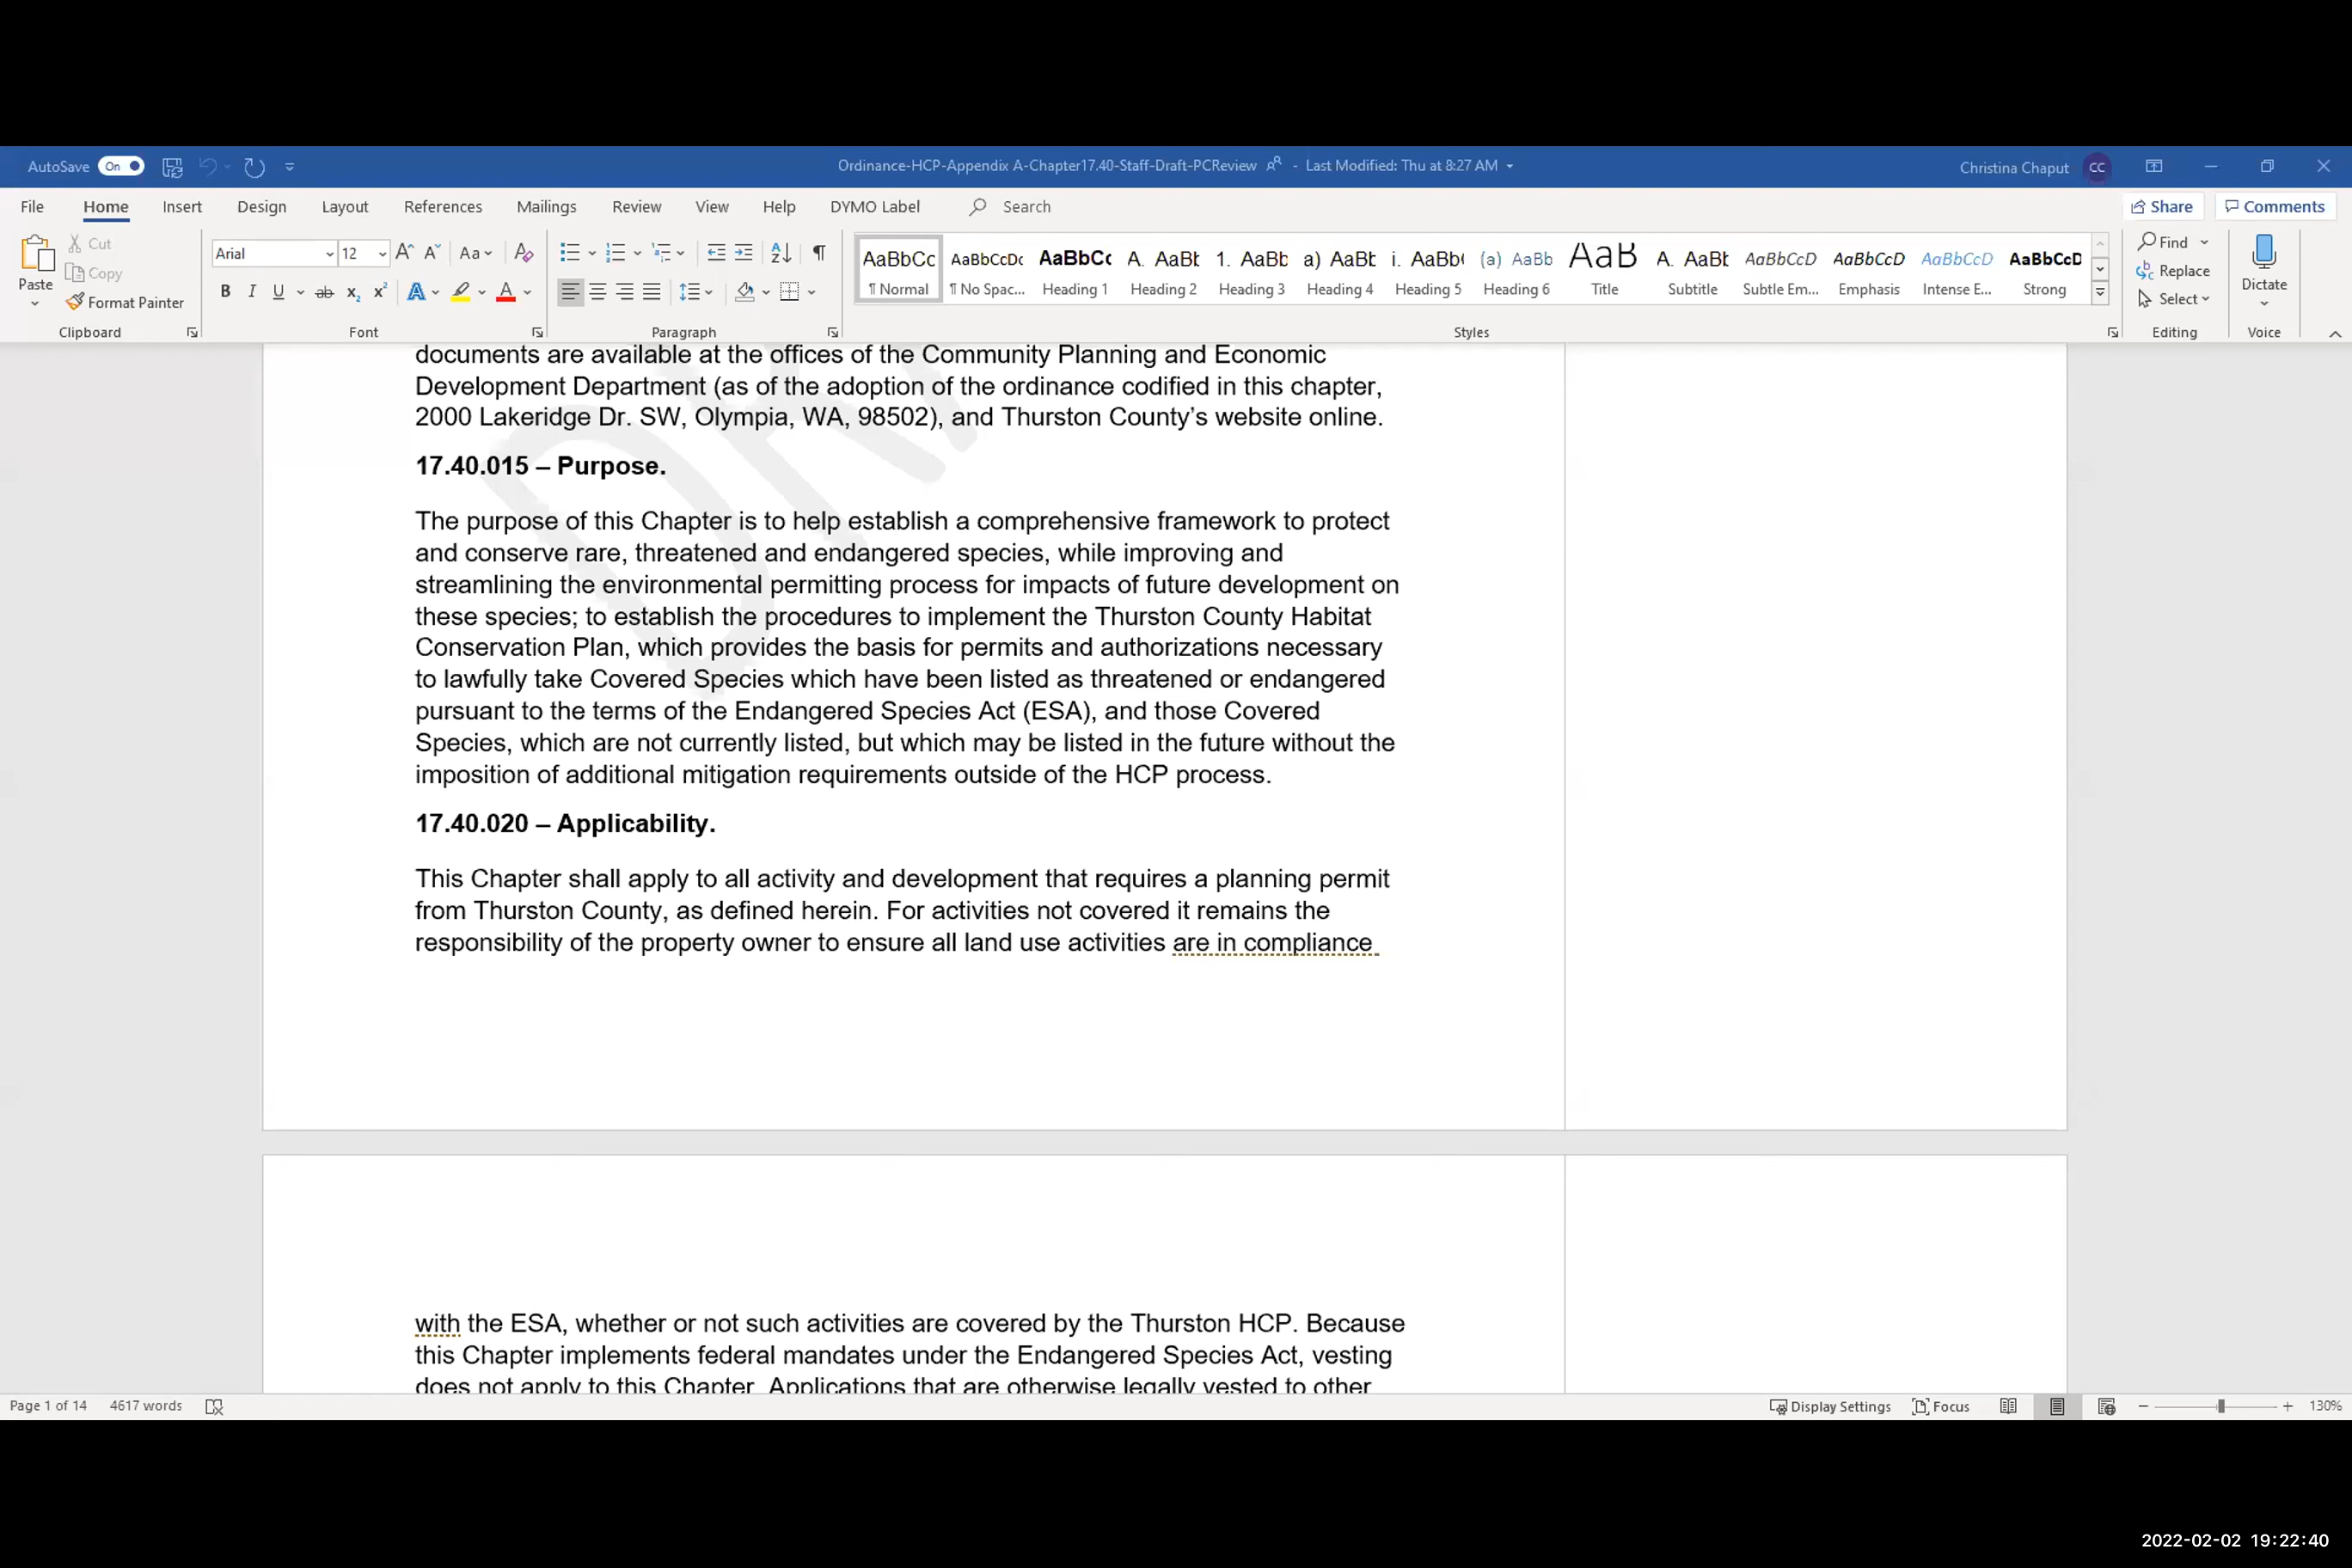 AutoSave On Ordinance-HCP-Appendix A-Chapter17.40-Staff-Draft-PCReview - Last Modified: Thu at 8:27 AM Christina Chaput CC
File Home Insert Design Layout References Mailings Review View Help DYMO Label Search Share Comments
Paste Cut Copy Format Painter
Clipboard
Arial 12 Aa
B I U ab x₂ x² A A
Font
Paragraph
AaBbCc AaBbCcDc AaBbCc A. AaBb 1. AaBb a) AaBb i. AaBb (a) AaBb AaB A. AaBb AaBbCcD AaBbCcD AaBbCcD AaBbCcD
¶ Normal ¶ No Spac... Heading 1 Heading 2 Heading 3 Heading 4 Heading 5 Heading 6 Title Subtitle Subtle Em... Emphasis Intense E... Strong
Styles
Find
Replace
Select
Editing
Dictate
Voice
documents are available at the offices of the Community Planning and Economic
Development Department (as of the adoption of the ordinance codified in this chapter,
2000 Lakeridge Dr. SW, Olympia, WA, 98502), and Thurston County’s website online.
17.40.015 – Purpose.
The purpose of this Chapter is to help establish a comprehensive framework to protect
and conserve rare, threatened and endangered species, while improving and
streamlining the environmental permitting process for impacts of future development on
these species; to establish the procedures to implement the Thurston County Habitat
Conservation Plan, which provides the basis for permits and authorizations necessary
to lawfully take Covered Species which have been listed as threatened or endangered
pursuant to the terms of the Endangered Species Act (ESA), and those Covered
Species, which are not currently listed, but which may be listed in the future without the
imposition of additional mitigation requirements outside of the HCP process.
17.40.020 – Applicability.
This Chapter shall apply to all activity and development that requires a planning permit
from Thurston County, as defined herein. For activities not covered it remains the
responsibility of the property owner to ensure all land use activities are in compliance
with the ESA, whether or not such activities are covered by the Thurston HCP. Because
this Chapter implements federal mandates under the Endangered Species Act, vesting
does not apply to this Chapter. Applications that are otherwise legally vested to other
Page 1 of 14 4617 words Display Settings Focus 130%
2022-02-02 19:22:40